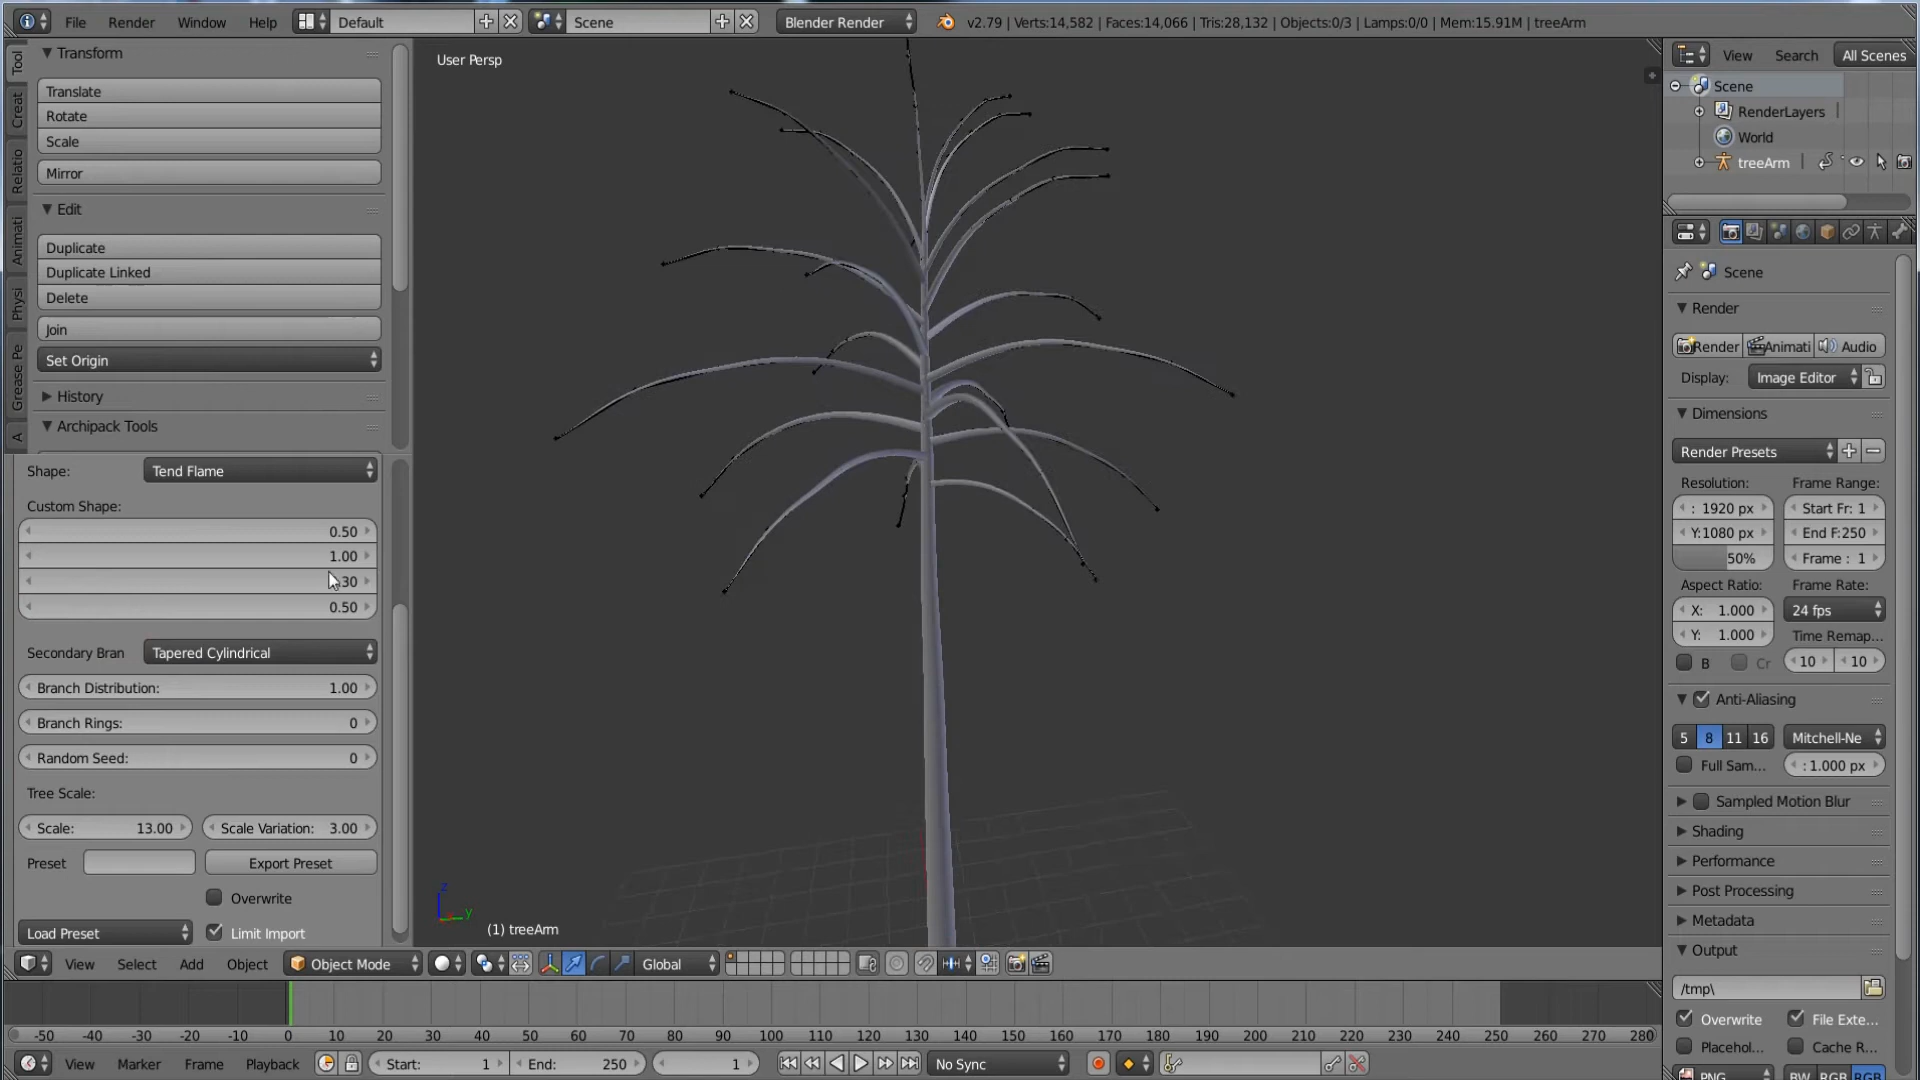 File Render Window Help Default Scene Blender Render v2.79 | Verts:14,582 | Faces:14,066 | Tris:28,132 | Objects:0/3 | Lamps:0/0 | Mem:15.91M | treeArm
Tool
Creat
Relatio
Animati
Physi
Grease Pe
A
Transform
Translate
Rotate
Scale
Mirror
Edit
Duplicate
Duplicate Linked
Delete
Join
Set Origin
History
Archipack Tools
Shape: Tend Flame
Custom Shape:
0.50
1.00
30
0.50
Secondary Bran Tapered Cylindrical
Branch Distribution: 1.00
Branch Rings: 0
Random Seed: 0
Tree Scale:
Scale: 13.00 Scale Variation: 3.00
Preset Export Preset
Overwrite
Load Preset Limit Import
User Persp
z
y
(1) treeArm
View Select Add Object Object Mode Global
-50 -40 -30 -20 -10 0 10 20 30 40 50 60 70 80 90 100 110 120 130 140 150 160 170 180 190 200 210 220 230 240 250 260 270 280
View Marker Frame Playback Start: 1 End: 250 1 No Sync
View Search All Scenes
Scene
RenderLayers
World
treeArm
Scene
Render
Render Animati Audio
Display: Image Editor
Dimensions
Render Presets
Resolution: Frame Range:
: 1920 px Start Fr: 1
Y:1080 px End F:250
50% Frame : 1
Aspect Ratio: Frame Rate:
X: 1.000 24 fps
Y: 1.000 Time Remap...
B Cr 10 10
Anti-Aliasing
5 8 11 16 Mitchell-Ne
Full Sam... : 1.000 px
Sampled Motion Blur
Shading
Performance
Post Processing
Metadata
Output
/tmp\
Overwrite File Exte...
Placehol... Cache R...
PNG BW RGB RGB